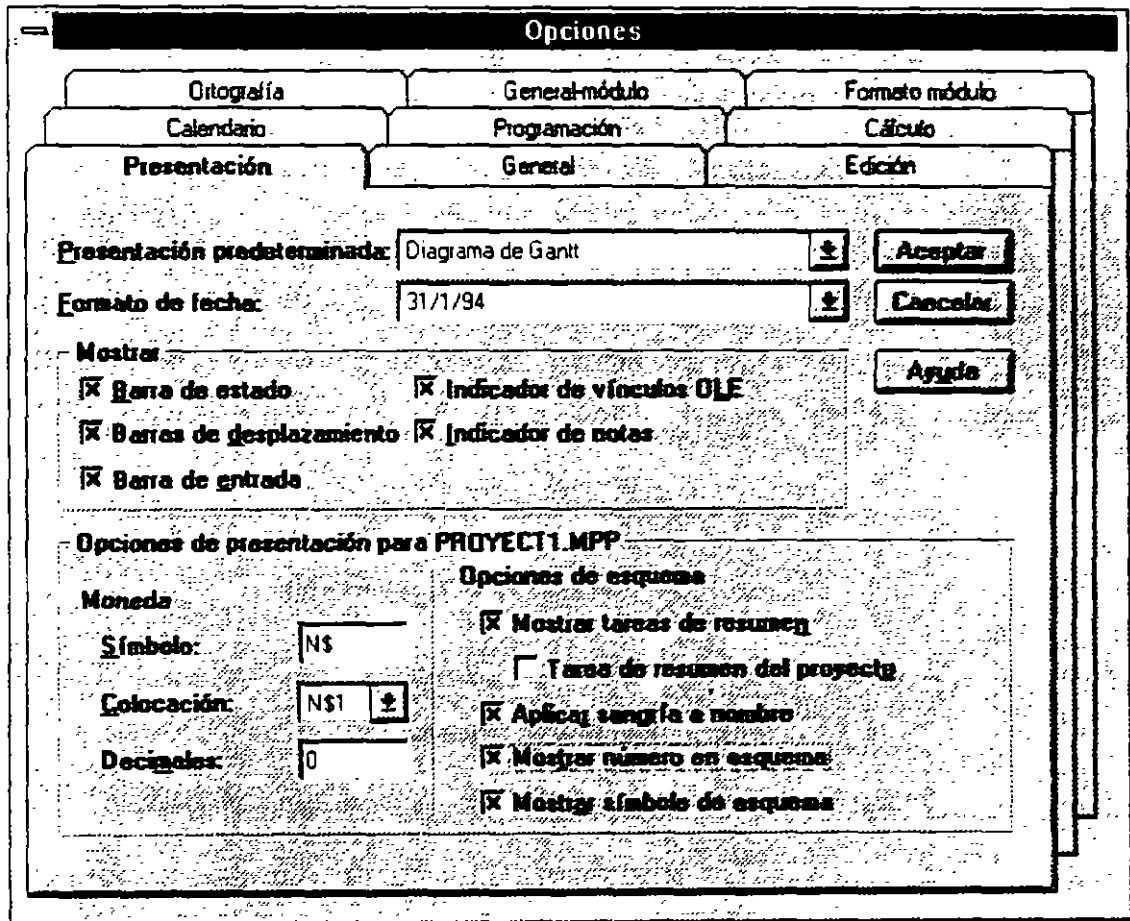 Opciones
Ortografía General-módulo Formato módulo
Calendario Programación Cálculo
Presentación General Edición
Presentación predeterminada: Diagrama de Gantt Aceptar
Formato de fecha: 31/1/94 Cancelar
Mostrar Ayuda
Barra de estado Indicador de vínculos OLE
Barras de desplazamiento Indicador de notas
Barra de entrada
Opciones de presentación para PROYECT1.MPP
Opciones de esquema
Moneda
Mostrar tareas de resumen
Símbolo: N$
Tarea de resumen del proyecto
Colocación: N$1
Aplicar sangría a nombre
Decimales: 0
Mostrar número en esquema
Mostrar símbolo de esquema